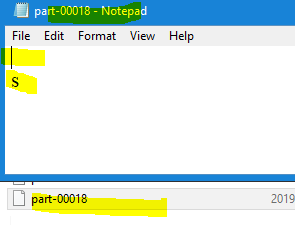 part-00018 - Notepad
File Edit Format View Help
S
part-00018 2019